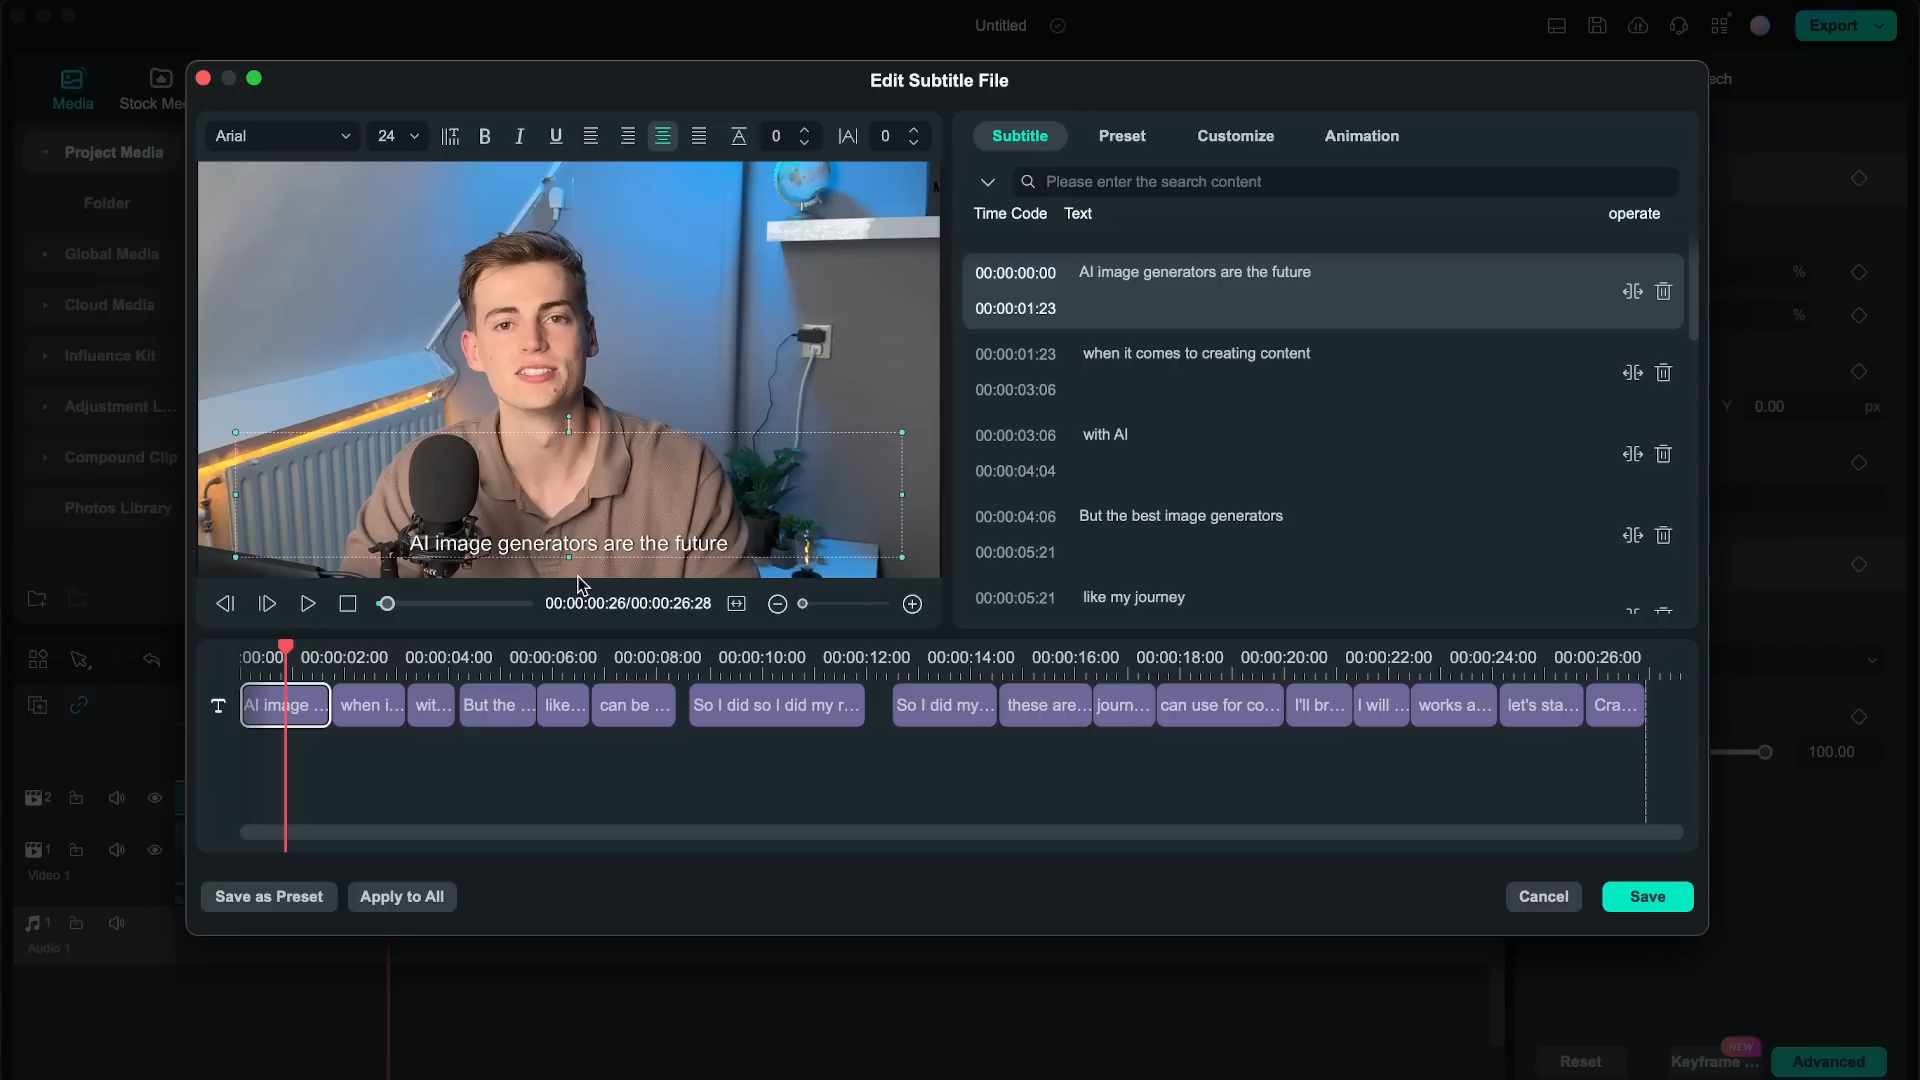 Untitled
Export
Media
Stock Me
ech
Edit Subtitle File
Arial
24
0
0
Subtitle
Preset
Customize
Animation
Project Media
Folder
Global Media
Cloud Media
Influence Kit
Adjustment L...
Compound Clip
Photos Library
Please enter the search content
Time Code
Text
operate
00:00:00:00
AI image generators are the future
00:00:01:23
00:00:01:23
when it comes to creating content
00:00:03:06
00:00:03:06
with AI
00:00:04:04
00:00:04:06
But the best image generators
00:00:05:21
00:00:05:21
like my journey
%
%
Y
0.00
px
AI image generators are the future
00:00:00:26/00:00:26:28
:00:00
00:00:02:00
00:00:04:00
00:00:06:00
00:00:08:00
00:00:10:00
00:00:12:00
00:00:14:00
00:00:16:00
00:00:18:00
00:00:20:00
00:00:22:00
00:00:24:00
00:00:26:00
T
AI image ...
when i...
wit...
But the ...
like...
can be ...
So I did so I did my r...
So I did my...
these are...
journ...
can use for co...
I'll br...
I will ...
works a...
let's sta...
Cra...
100.00
2
1
Video 1
1
Audio 1
Save as Preset
Apply to All
Cancel
Save
Reset
NEW
Keyframe ...
Advanced